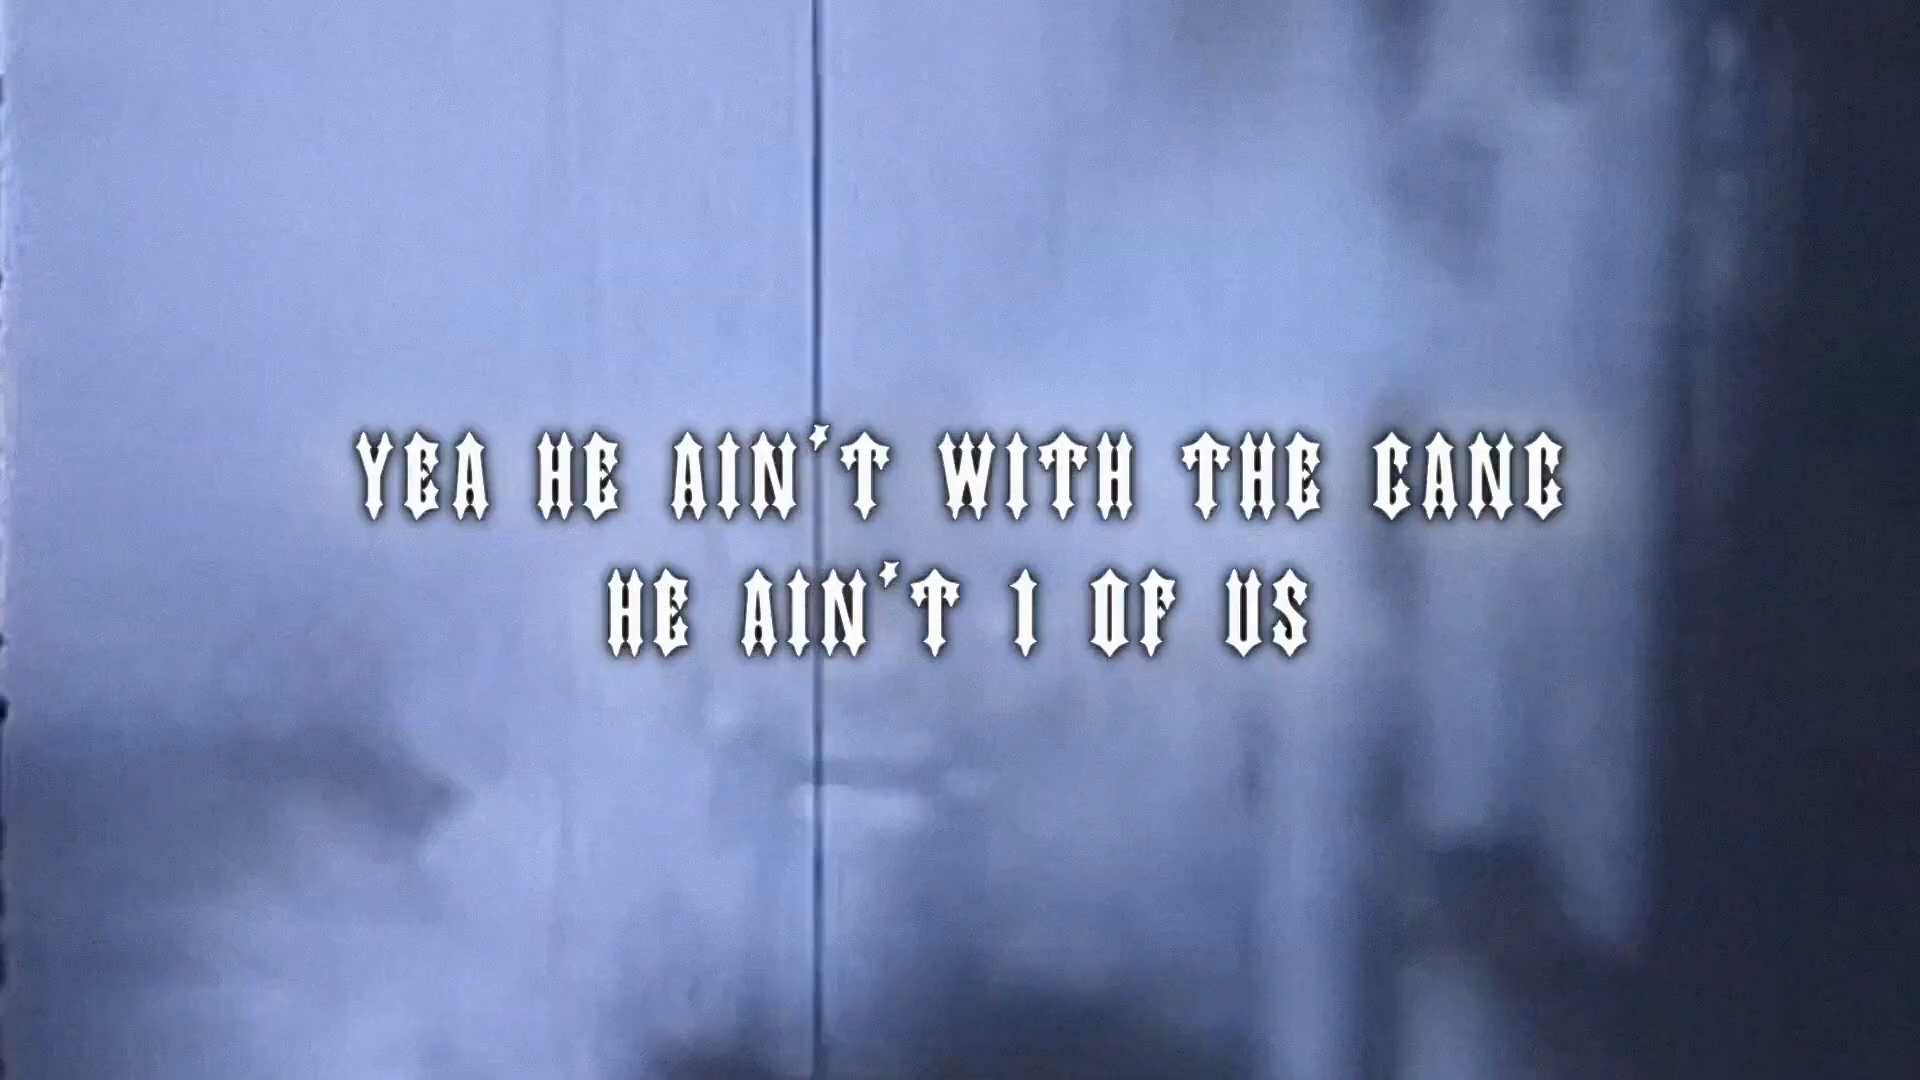 YEA HE AIN'T WITH THE GANG
HE AIN'T 1 OF US